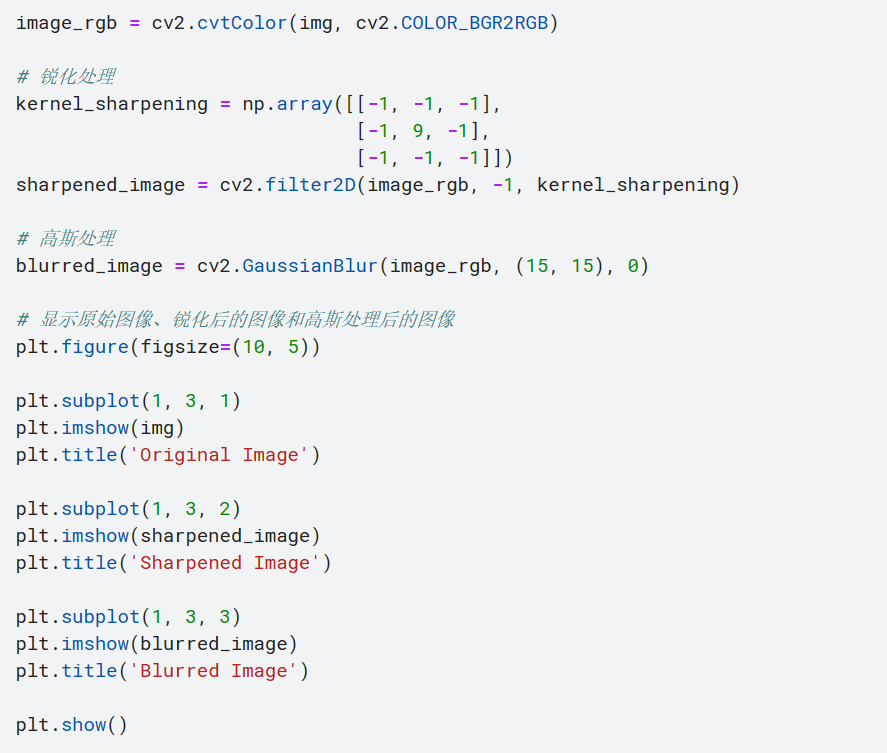 image_rgb = cv2.cvtColor(img, cv2.COLOR_BGR2RGB)
# 锐化处理
kernel_sharpening = np.array([[-1, -1, -1],
[-1, 9, -1],
[-1, -1, -1]])
sharpened_image = cv2.filter2D(image_rgb, -1, kernel_sharpening)
# 高斯处理
blurred_image = cv2.GaussianBlur(image_rgb, (15, 15), 0)
# 显示原始图像、锐化后的图像和高斯处理后的图像
plt.figure(figsize=(10, 5))
plt.subplot(1, 3, 1)
plt.imshow(img)
plt.title('Original Image')
plt.subplot(1, 3, 2)
plt.imshow(sharpened_image)
plt.title('Sharpened Image')
plt.subplot(1, 3, 3)
plt.imshow(blurred_image)
plt.title('Blurred Image')
plt.show()